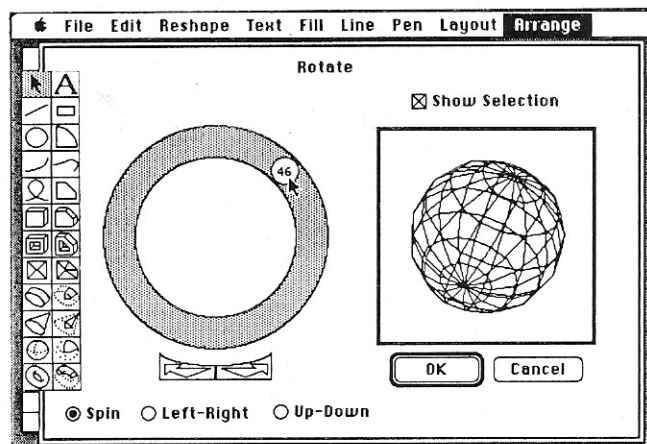 File Edit Reshape Text Fill Line Pen Layout Arrange
Rotate
A
Show Selection
46
OK Cancel
Spin Left-Right Up-Down